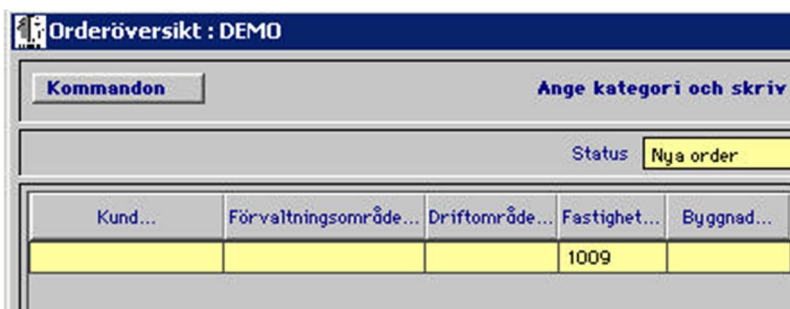 Orderöversikt : DEMO
Kommandon Ange kategori och skriv
Status Nya order
Kund... Förvaltningsområde... Driftområde... Fastighet... Byggnad...
1009